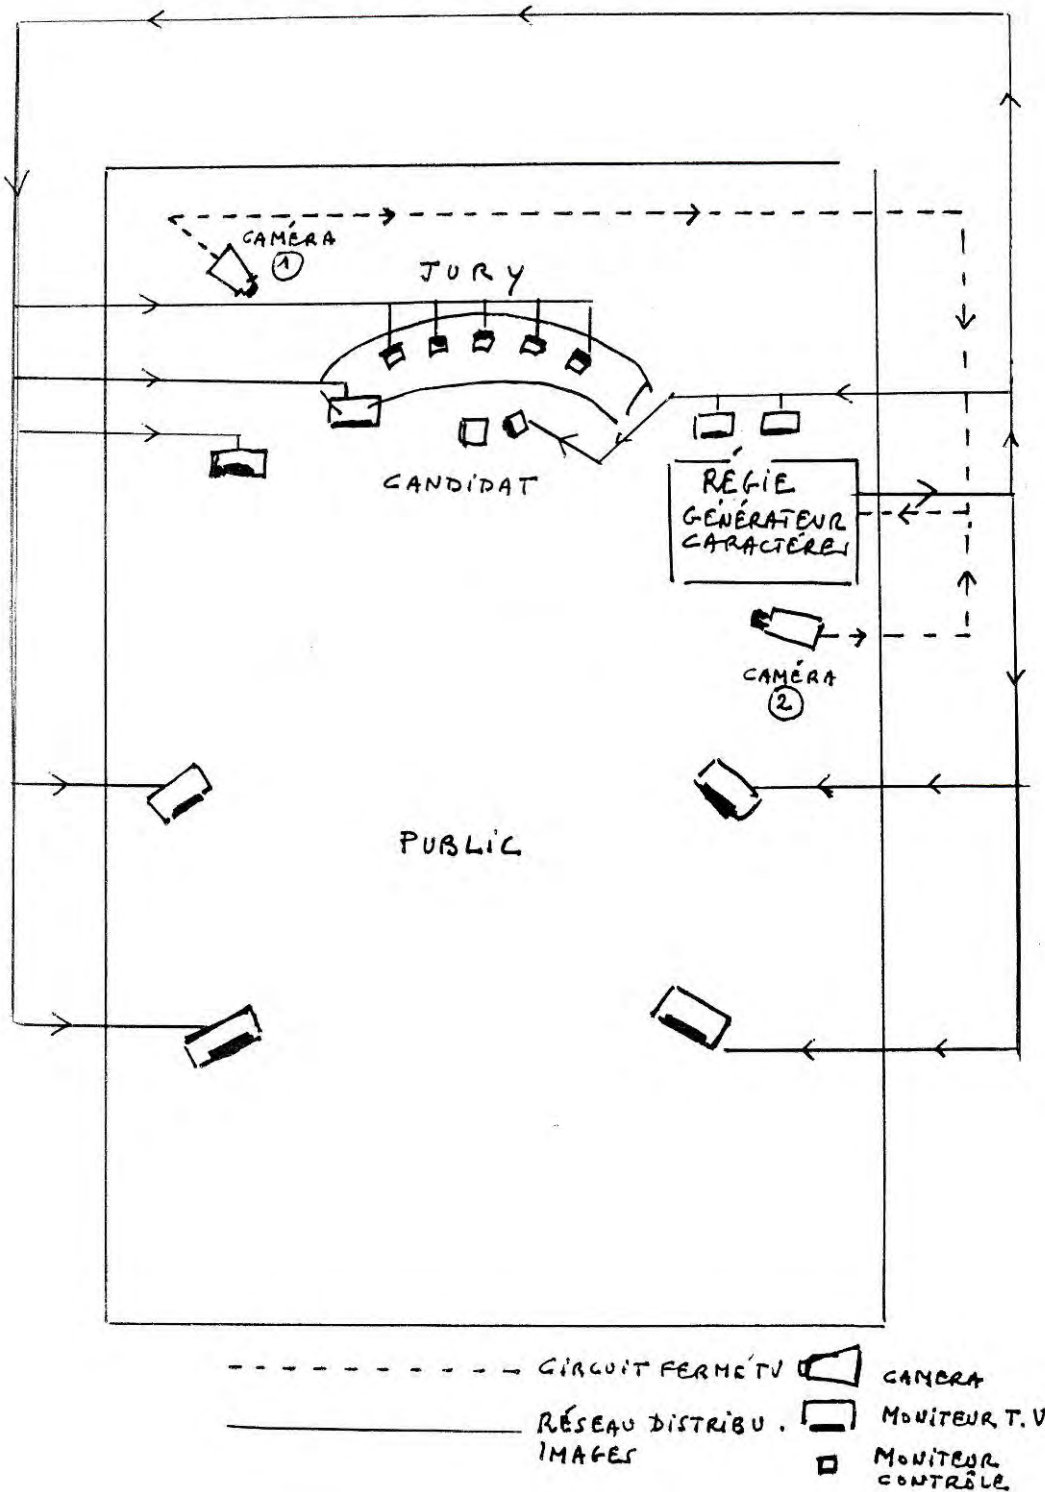 CAMÉRA
1
JURY
CANDIDAT
RÉGIE
GÉNÉRATEUR
CARACTÉRES
CAMÉRA
2
PUBLIC
CIRCUIT FERMÉ TV
CAMERA
RÉSEAU DISTRIBU.
IMAGES
MONITEUR T.V
MONITEUR
CONTRÔLE